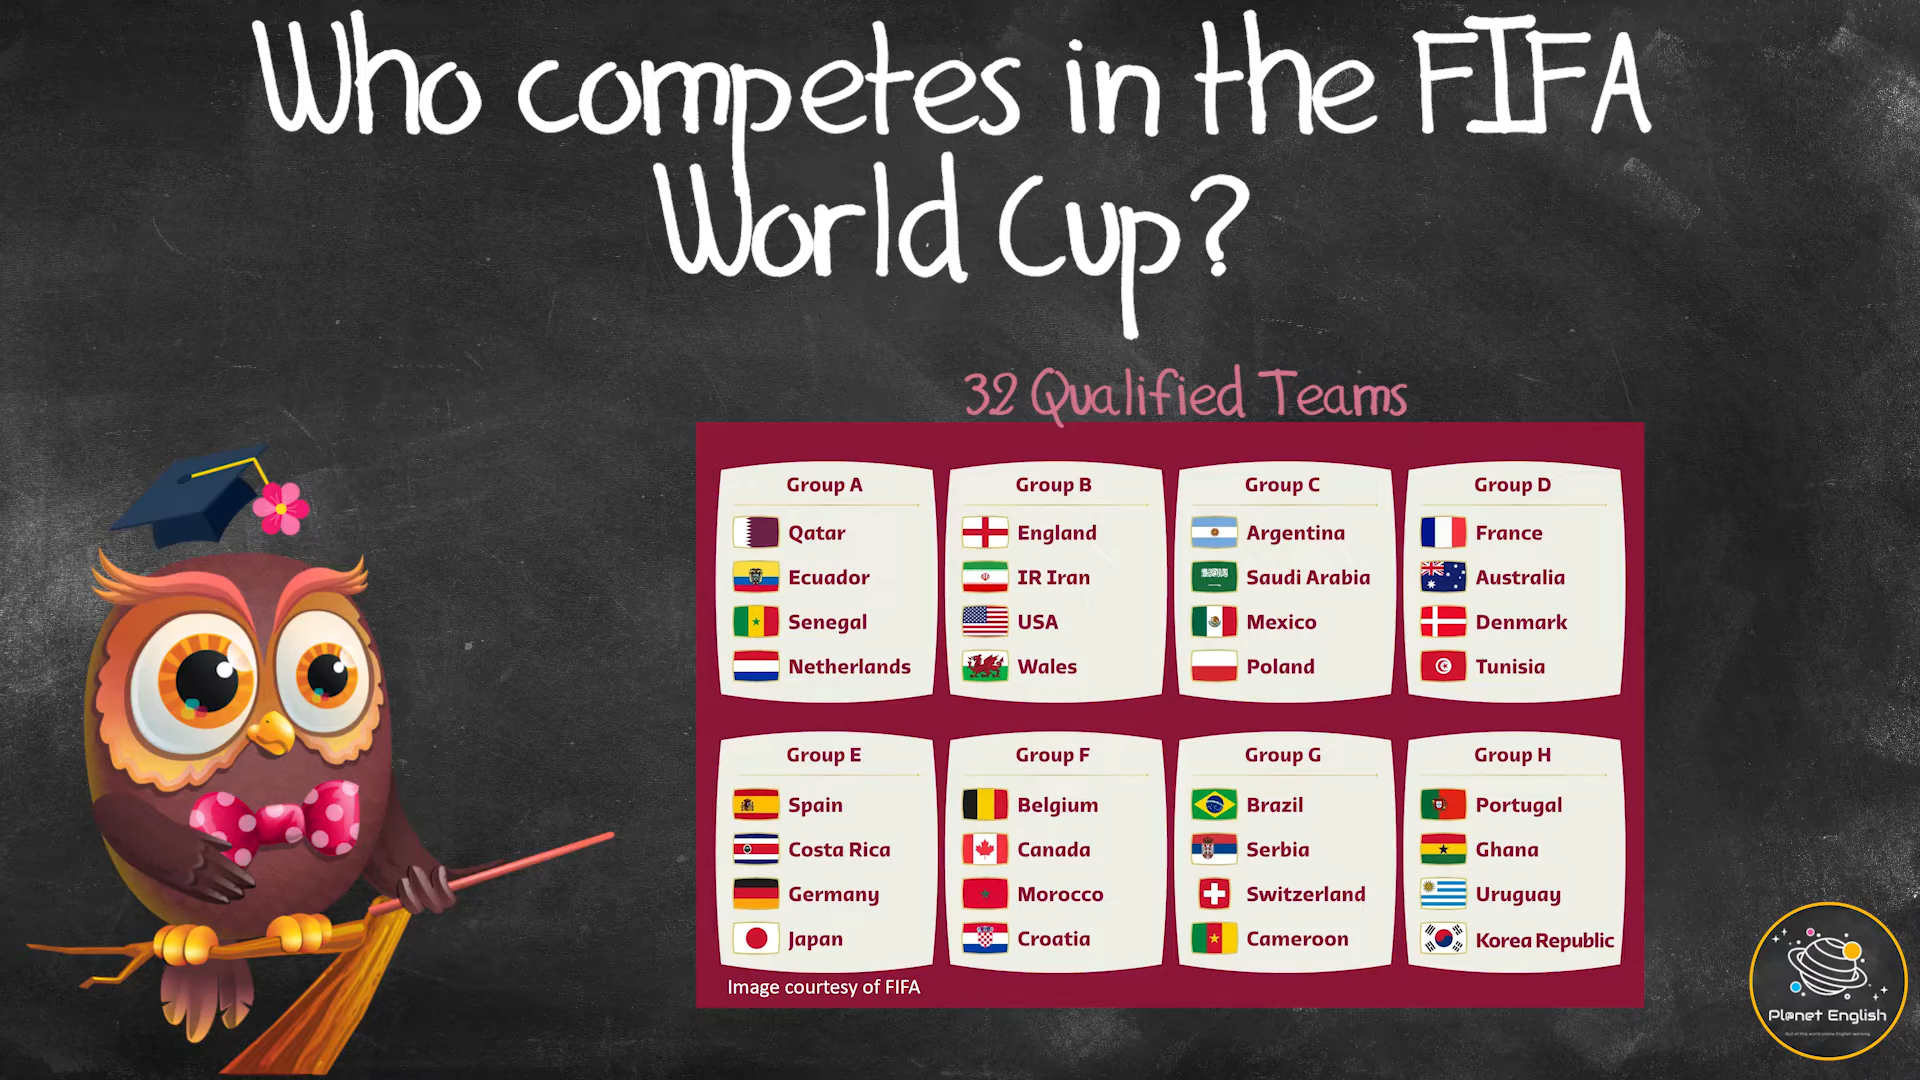 Who competes in the FIFA
World Cup?
32 Qualified Teams
Group A
Qatar
Ecuador
Senegal
Netherlands
Group B
England
IR Iran
USA
Wales
Group C
Argentina
Saudi Arabia
Mexico
Poland
Group D
France
Australia
Denmark
Tunisia
Group E
Spain
Costa Rica
Germany
Japan
Group F
Belgium
Canada
Morocco
Croatia
Group G
Brazil
Serbia
Switzerland
Cameroon
Group H
Portugal
Ghana
Uruguay
Korea Republic
Image courtesy of FIFA
Pl@net English